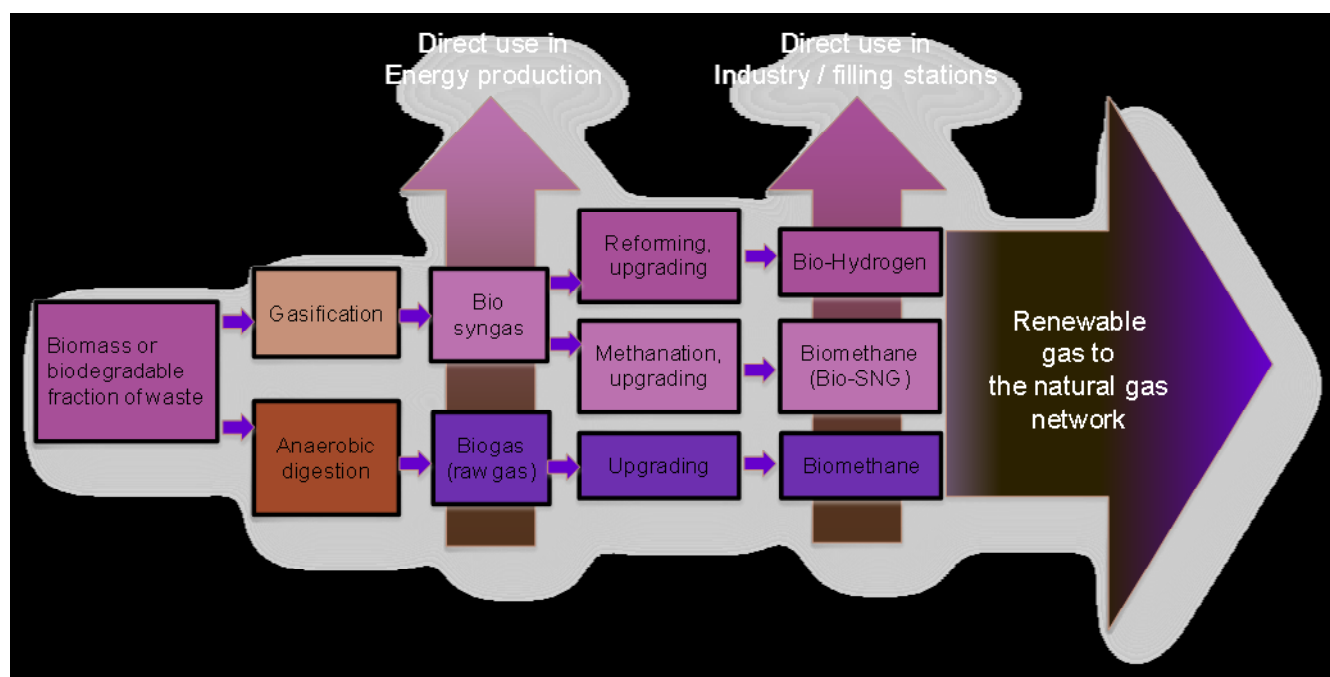 Direct use in
Energy production
Direct use in
Industry / filling stations
Biomass or
biodegradable
fraction of waste
Gasification
Anaerobic
digestion
Bio
syngas
Biogas
(raw gas)
Reforming,
upgrading
Methanation,
upgrading
Upgrading
Bio-Hydrogen
Biomethane
(Bio-SNG)
Biomethane
Renewable
gas to
the natural gas
network